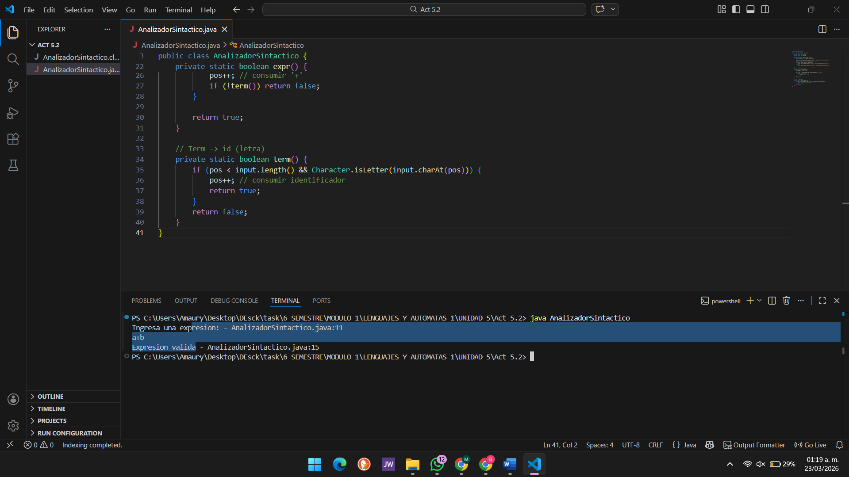 File Edit Selection View Go Run Terminal Help
Act 5.2
EXPLORER
AnalizadorSintactico.java
ACT 5.2
AnalizadorSintactico.cl...
AnalizadorSintactico.ja...
AnalizadorSintactico.java > AnalizadorSintactico
1 public class AnalizadorSintactico {
22 private static boolean expr() {
26 pos++; // consumir '+'
27 if (!term()) return false;
28 }
29
30 return true;
31 }
32
33 // Term -> id (letra)
34 private static boolean term() {
35 if (pos < input.length() && Character.isLetter(input.charAt(pos))) {
36 pos++; // consumir identificador
37 return true;
38 }
39 return false;
40 }
41 }
PROBLEMS OUTPUT DEBUG CONSOLE TERMINAL PORTS
powershell
PS C:\Users\Amaury\Desktop\DEsck\task\6 SEMESTRE\MODULO 1\LENGUAJES Y AUTOMATAS 1\UNIDAD 5\Act 5.2> java AnalizadorSintactico
Ingresa una expresion: - AnalizadorSintactico.java:11
a+b
Expresion valida - AnalizadorSintactico.java:15
PS C:\Users\Amaury\Desktop\DEsck\task\6 SEMESTRE\MODULO 1\LENGUAJES Y AUTOMATAS 1\UNIDAD 5\Act 5.2>
OUTLINE
TIMELINE
PROJECTS
RUN CONFIGURATION
0 0 Indexing completed.
Ln 41, Col 2 Spaces: 4 UTF-8 CRLF {} Java Output Formatter Go Live
JW
12
M
29%
01:19 a. m.
23/03/2026